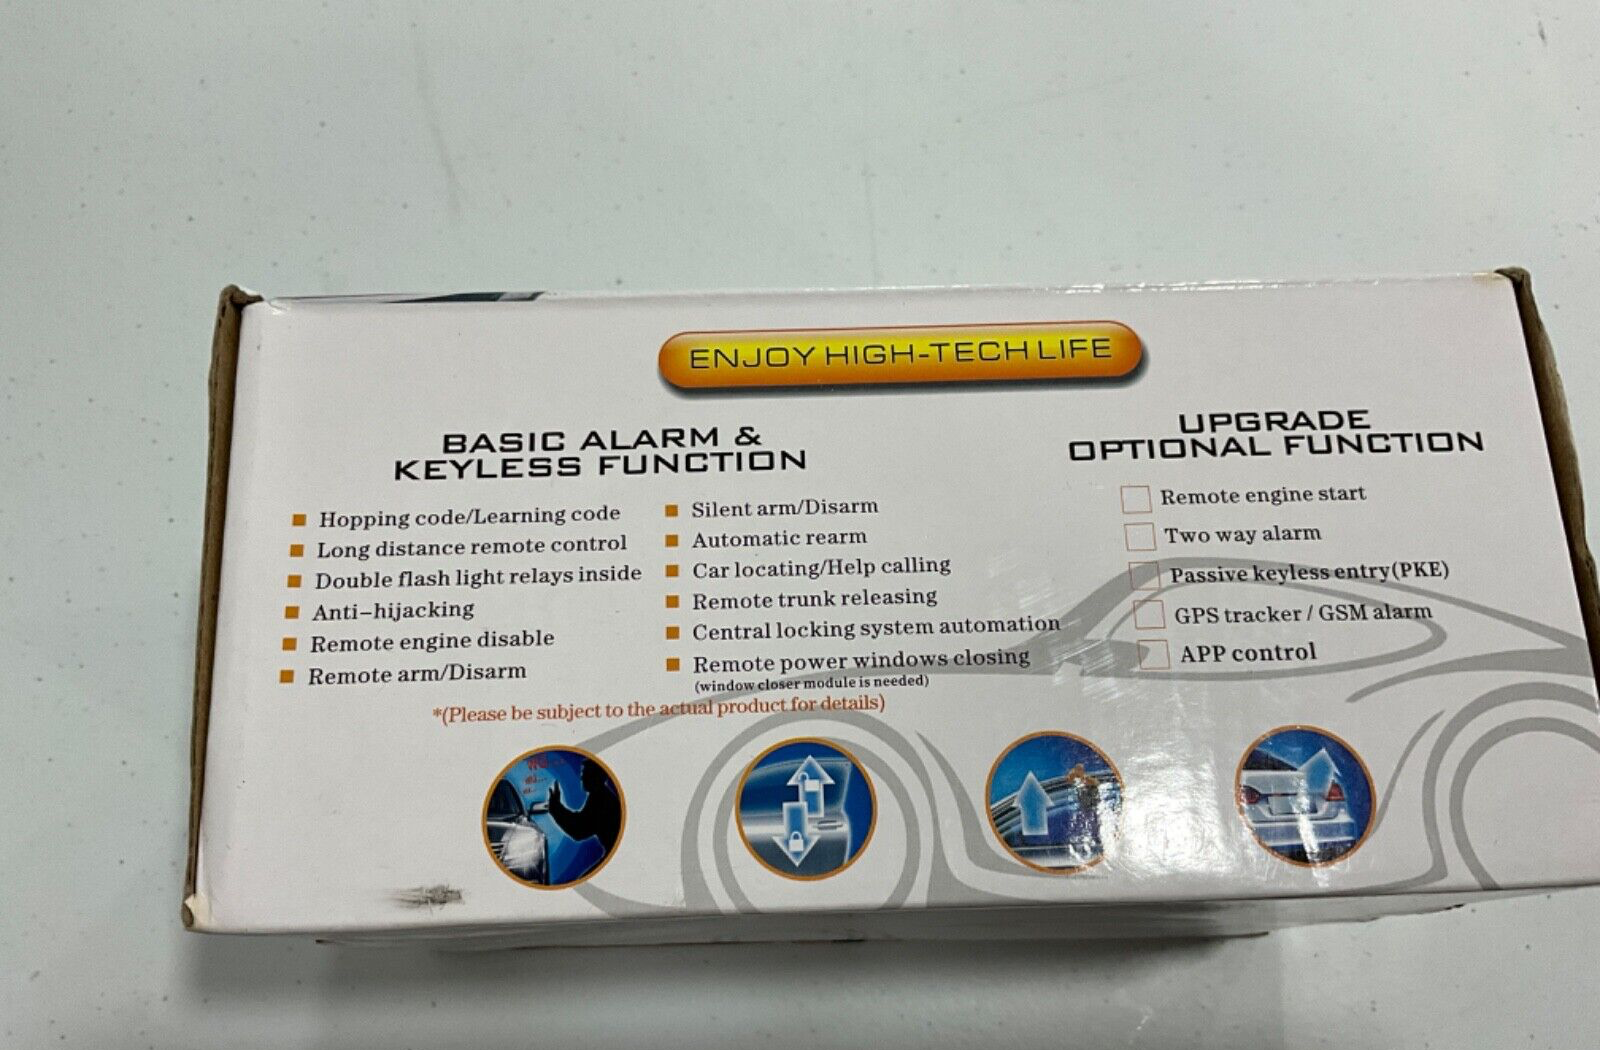 ENJOY HIGH-TECH LIFE
BASIC ALARM &
KEYLESS FUNCTION
Hopping code/Learning code
Long distance remote control
Double flash light relays inside
Anti-hijacking
Remote engine disable
Remote arm/Disarm
Silent arm/Disarm
Automatic rearm
Car locating/Help calling
Remote trunk releasing
Central locking system automation
Remote power windows closing
(window closer module is needed)
*(Please be subject to the actual product for details)
UPGRADE
OPTIONAL FUNCTION
Remote engine start
Two way alarm
Passive keyless entry(PKE)
GPS tracker / GSM alarm
APP control